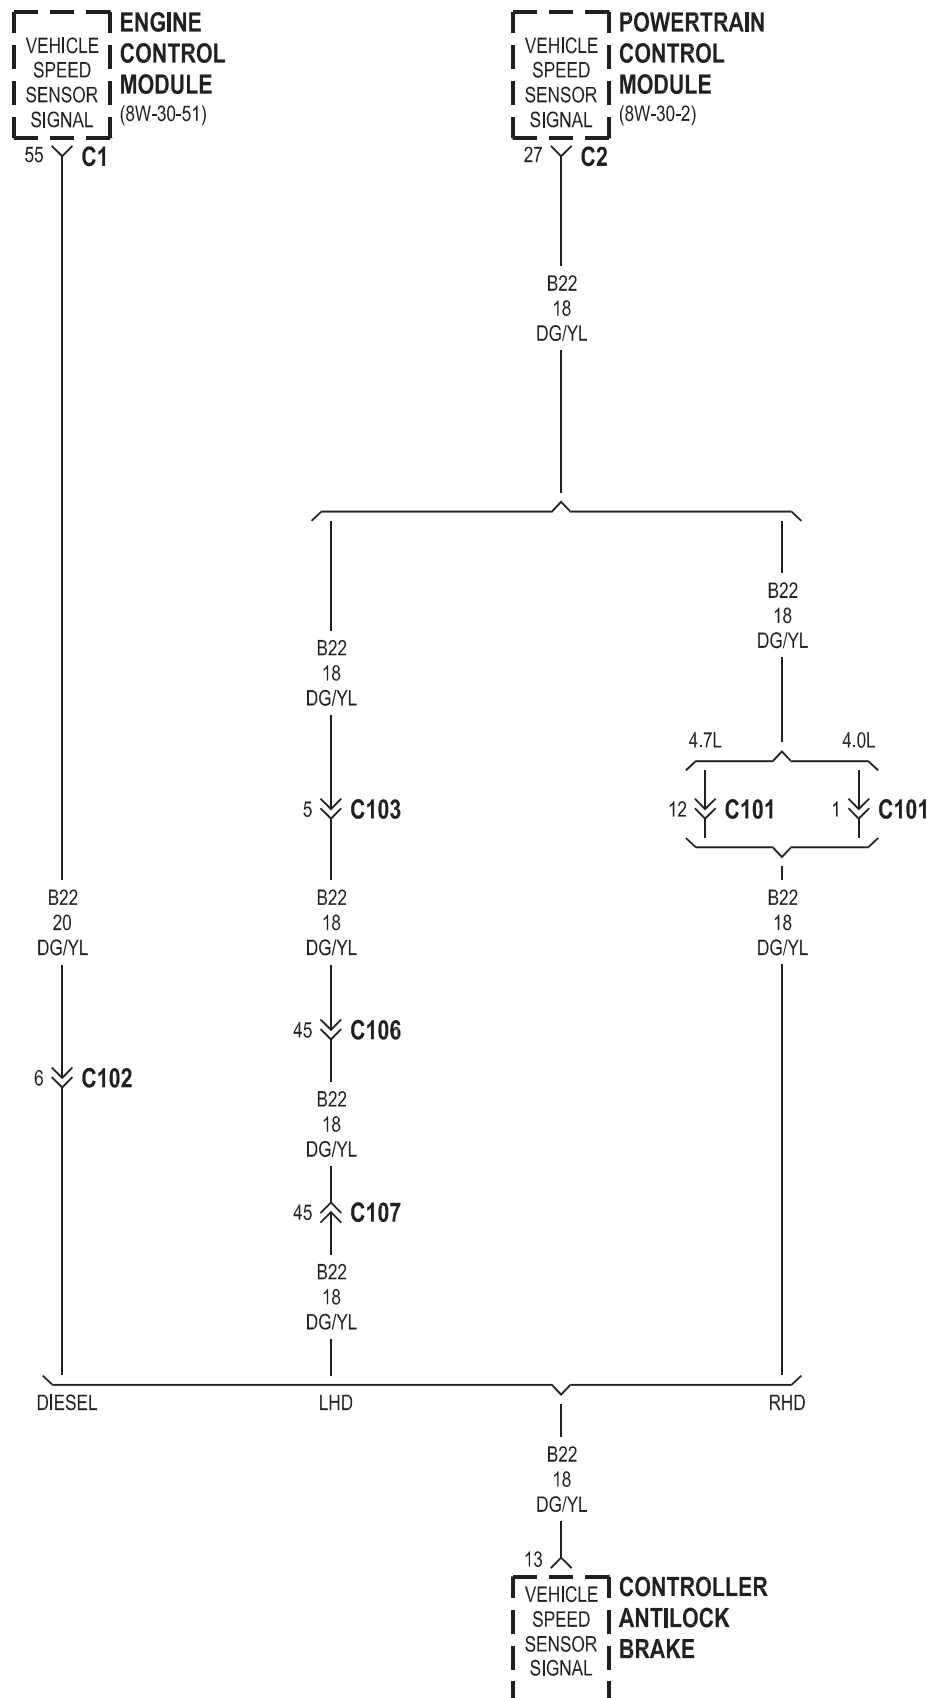 VEHICLE
SPEED
SENSOR
SIGNAL
ENGINE
CONTROL
MODULE
(8W-30-51)
55 C1
VEHICLE
SPEED
SENSOR
SIGNAL
POWERTRAIN
CONTROL
MODULE
(8W-30-2)
27 C2
B22
18
DG/YL
B22
18
DG/YL
B22
18
DG/YL
4.7L
4.0L
5 C103
12 C101
1 C101
B22
20
DG/YL
B22
18
DG/YL
B22
18
DG/YL
45 C106
6 C102
B22
18
DG/YL
45 C107
B22
18
DG/YL
DIESEL
LHD
RHD
B22
18
DG/YL
13
VEHICLE
SPEED
SENSOR
SIGNAL
CONTROLLER
ANTILOCK
BRAKE